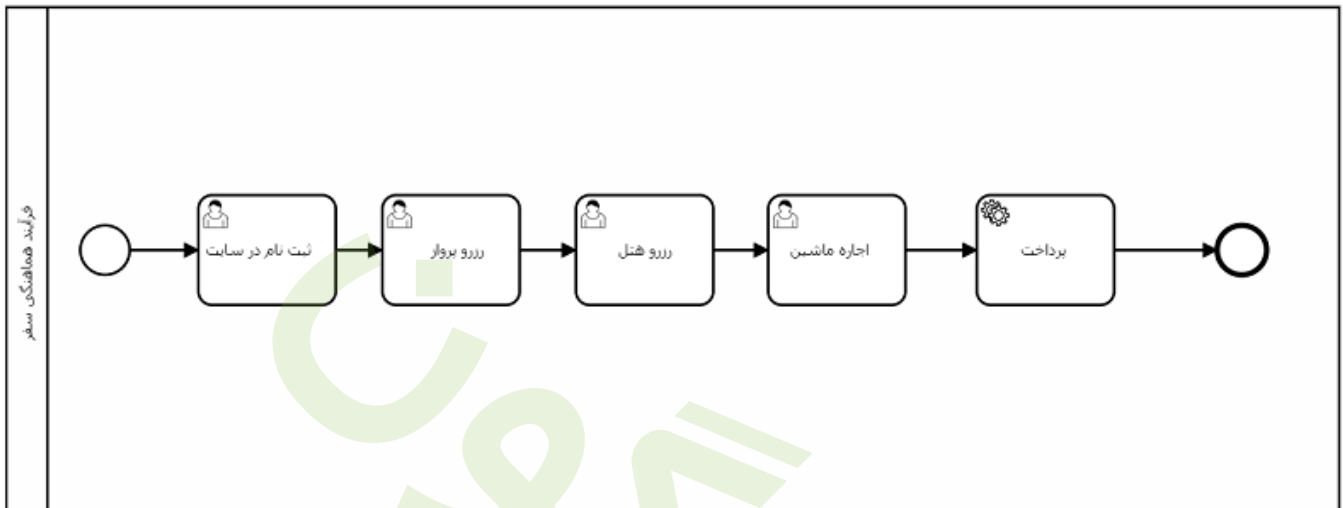 فرآیند هماهنگی سفر
ثبت نام در سایت
رزرو پرواز
رزرو هتل
اجاره ماشین
پرداخت